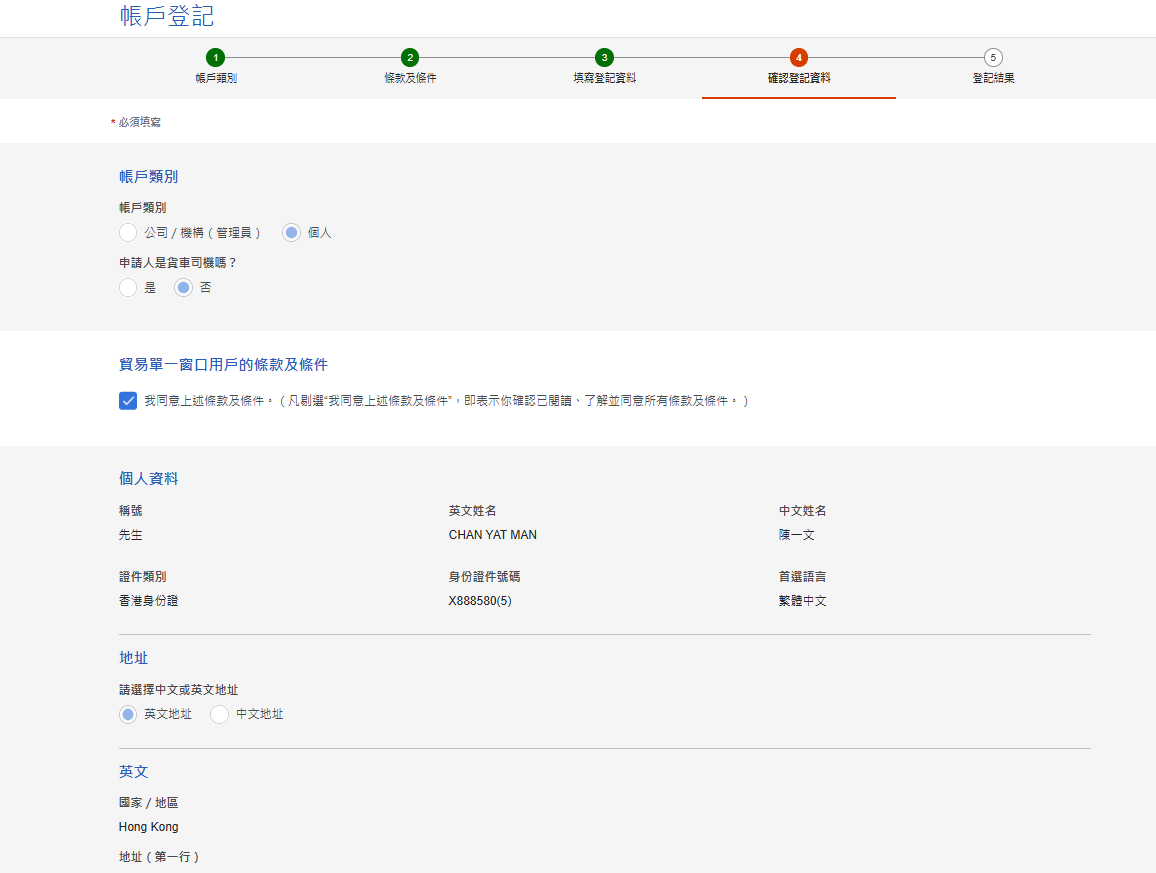 帳戶登記
1 2 3 4 5
帳戶類別 條款及條件 填寫登記資料 確認登記資料 登記結果
* 必須填寫
帳戶類別
帳戶類別
公司 / 機構 ( 管理員 ) 個人
申請人是貨車司機嗎？
是 否
貿易單一窗口用戶的條款及條件
我同意上述條款及條件。( 凡剔選“我同意上述條款及條件”，即表示你確認已閱讀、了解並同意所有條款及條件。)
個人資料
稱號 英文姓名 中文姓名
先生 CHAN YAT MAN 陳一文
證件類別 身份證件號碼 首選語言
香港身份證 X888580(5) 繁體中文
地址
請選擇中文或英文地址
英文地址 中文地址
英文
國家 / 地區
Hong Kong
地址 ( 第一行 )